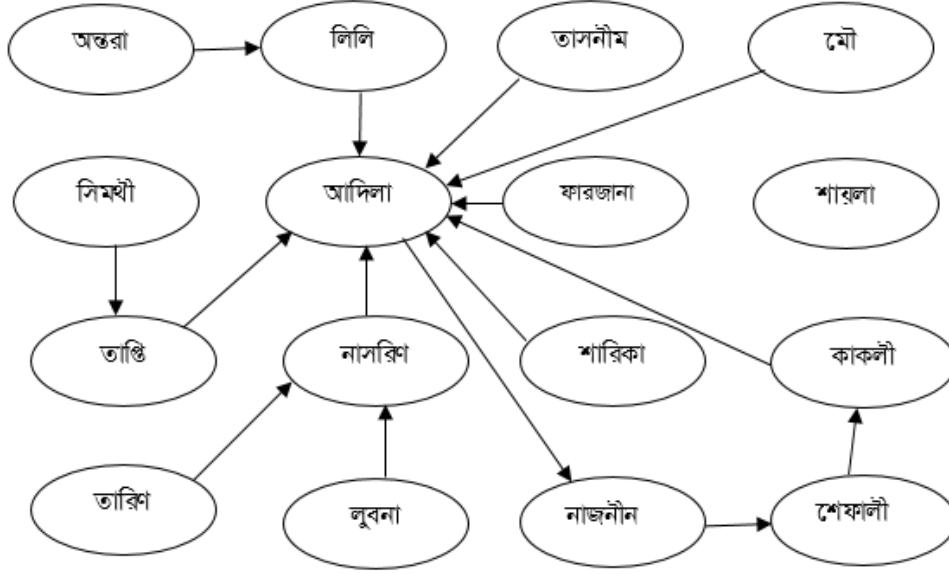 অন্তরা
লিলি
তাসনীম
মৌ
সিমথী
আদিলা
ফারজানা
শায়লা
তাপ্তি
নাসরিণ
শারিকা
কাকলী
তারিণ
লুবনা
নাজনীন
শেফালী